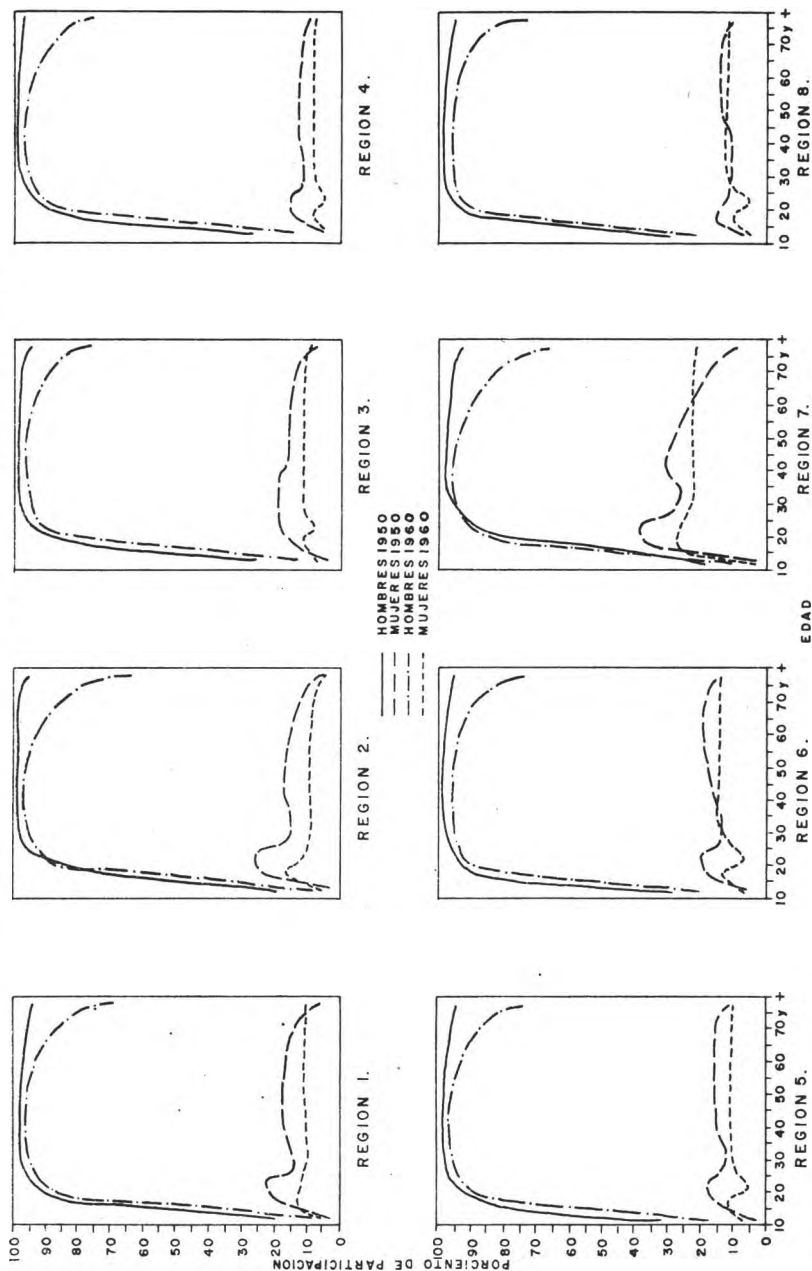 PORCIENTO DE PARTICIPACION
100
90
80
70
60
50
40
30
20
10
0
REGION 1.
REGION 2.
REGION 3.
REGION 4.
HOMBRES 1950
MUJERES 1950
HOMBRES 1960
MUJERES 1960
100
90
80
70
60
50
40
30
20
10
0
10 20 30 40 50 60 70 y +
10 20 30 40 50 60 70 y +
10 20 30 40 50 60 70 y +
10 20 30 40 50 60 70 y +
REGION 5.
REGION 6.
REGION 7.
REGION 8.
EDAD